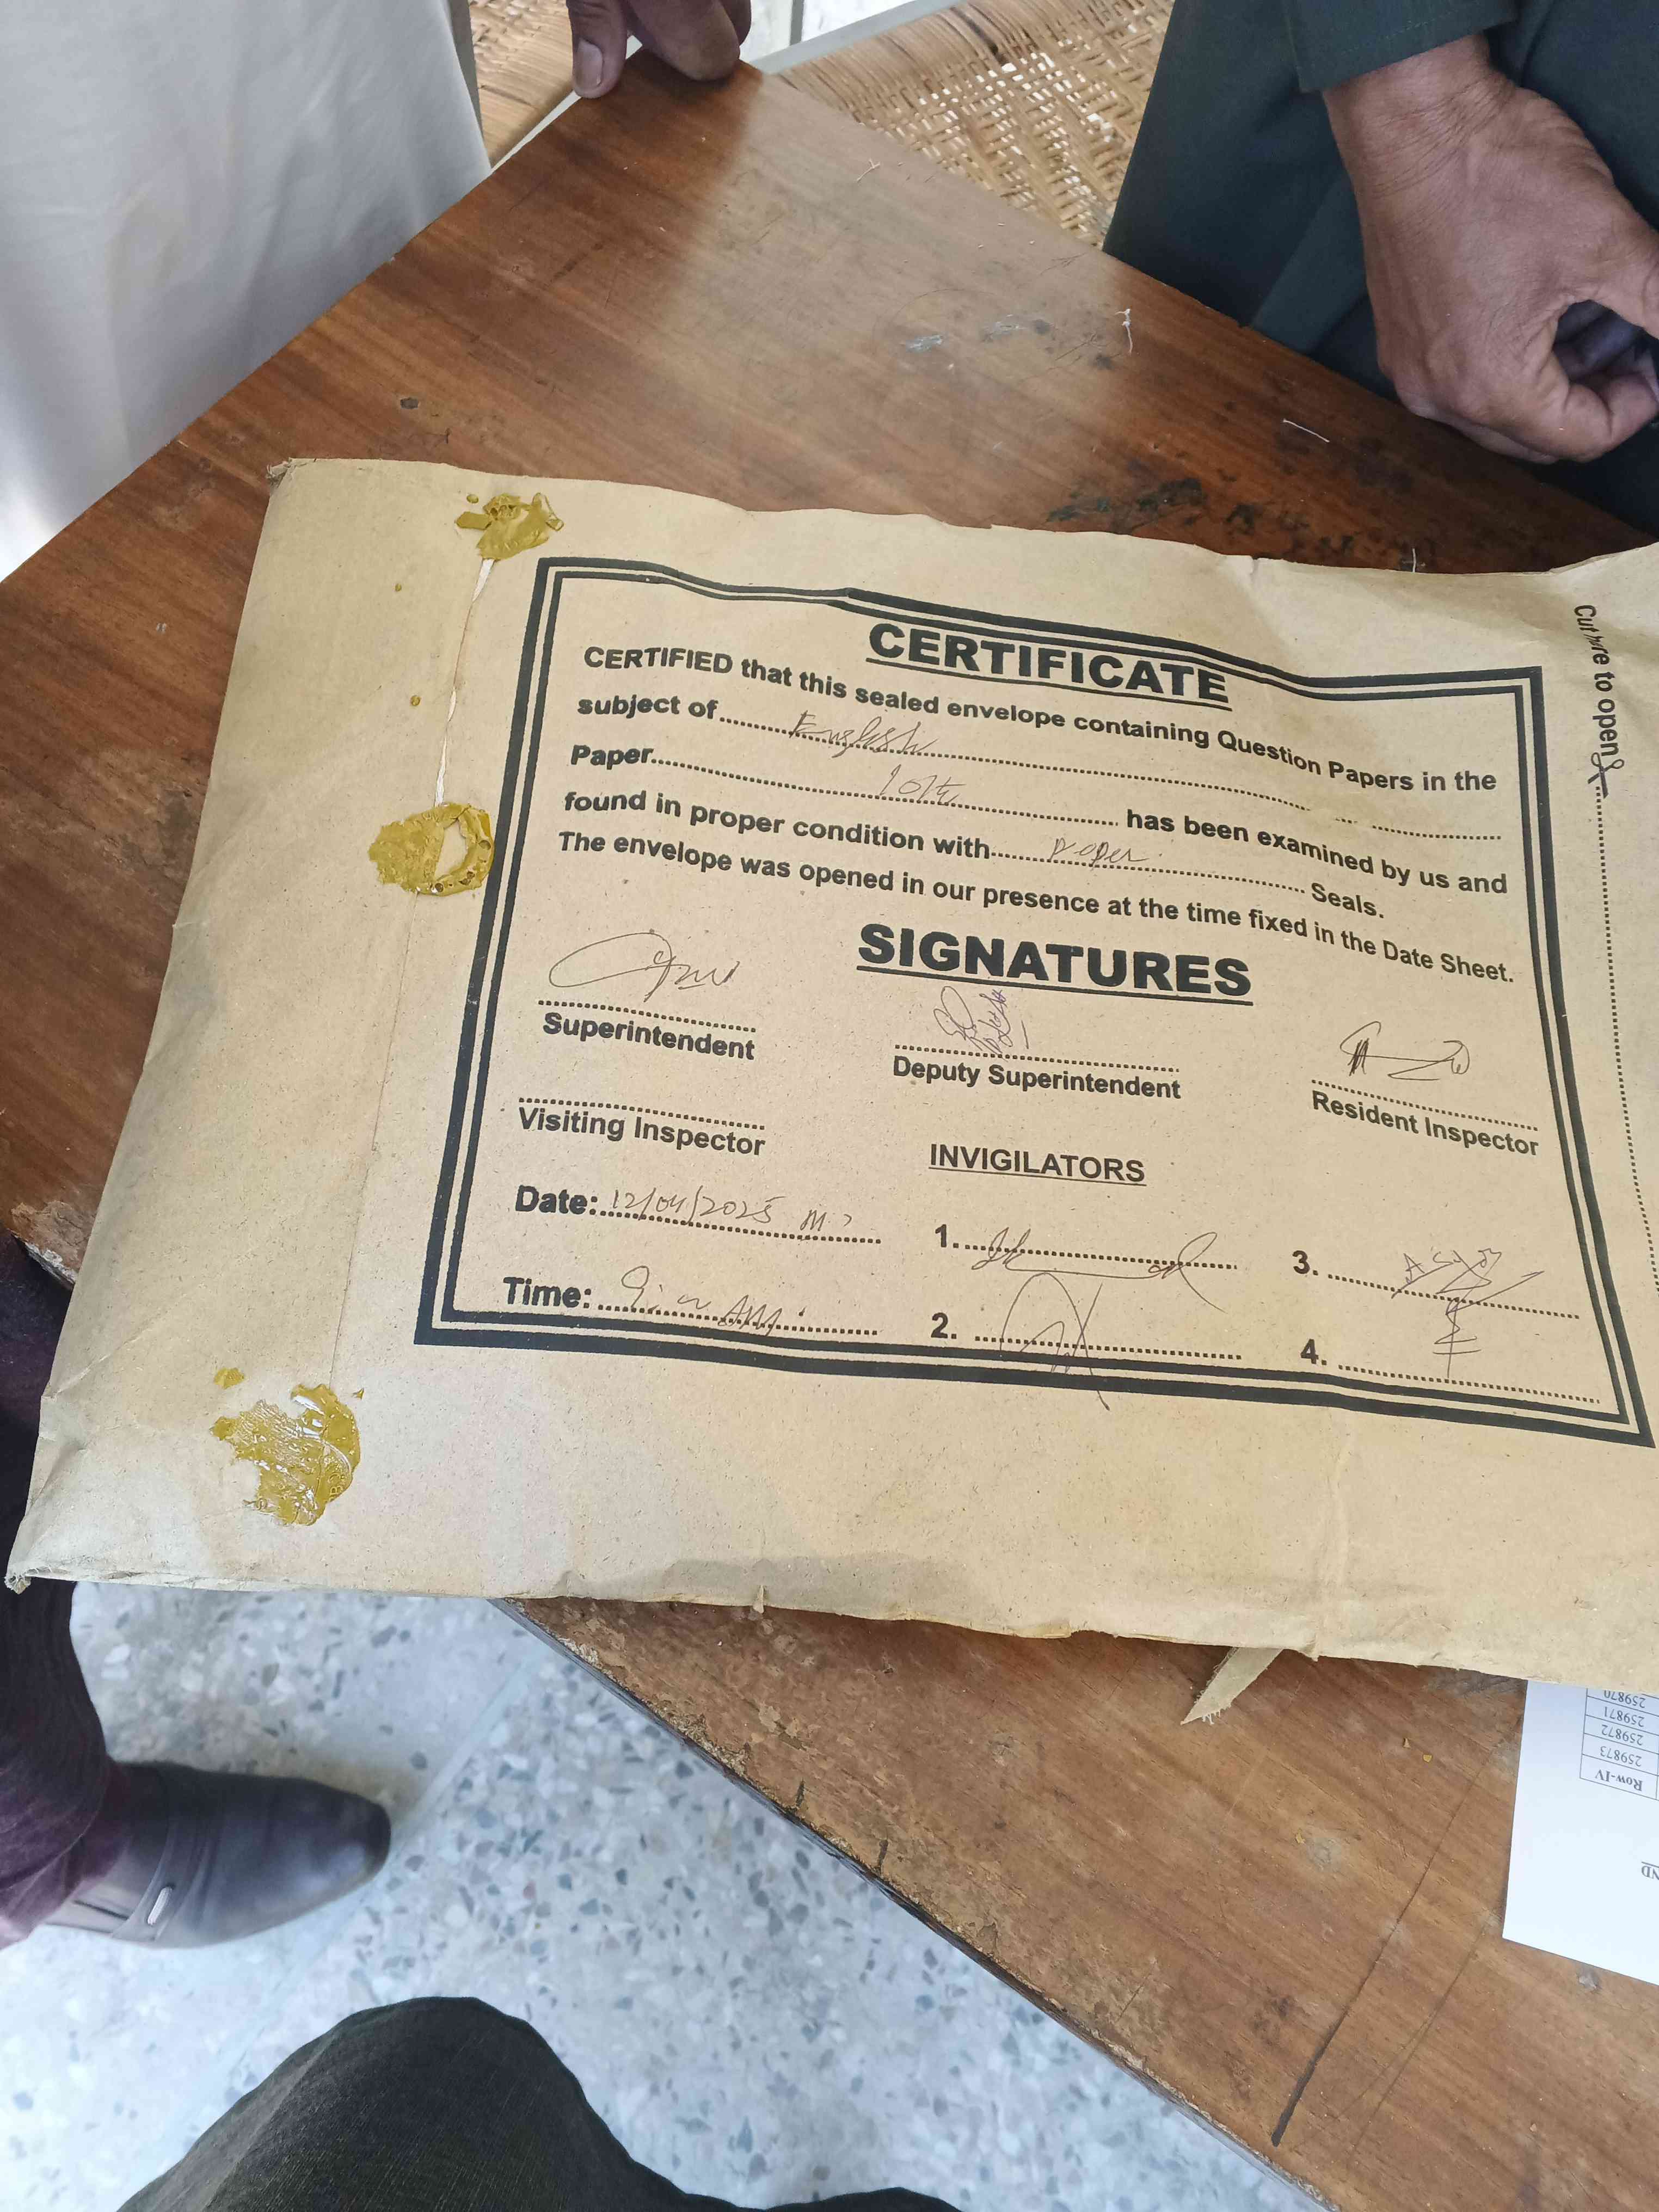 CERTIFICATE
CERTIFIED that this sealed envelope containing Question Papers in the
subject of English
Paper 10th has been examined by us and
found in proper condition with proper Seals.
The envelope was opened in our presence at the time fixed in the Date Sheet.
SIGNATURES
Superintendent
Deputy Superintendent
Resident Inspector
Visiting Inspector
INVIGILATORS
Date: 12/04/2025
1.
3.
Time: AM
2.
4.
Cut here to open
259870
259871
259872
259873
Row-IV